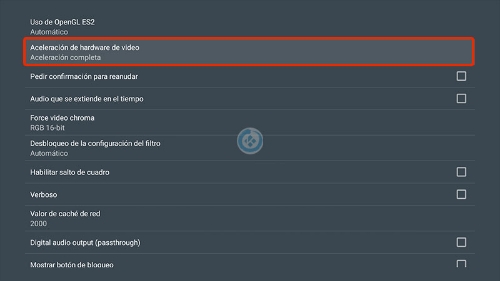 Uso de OpenGL ES2
Automático
Aceleración de hardware de vídeo
Aceleración completa
Pedir confirmación para reanudar
Audio que se extiende en el tiempo
Force video chroma
RGB 16-bit
Desbloqueo de la configuración del filtro
Automático
Habilitar salto de cuadro
Verboso
Valor de caché de red
2000
Digital audio output (passthrough)
Mostrar botón de bloqueo